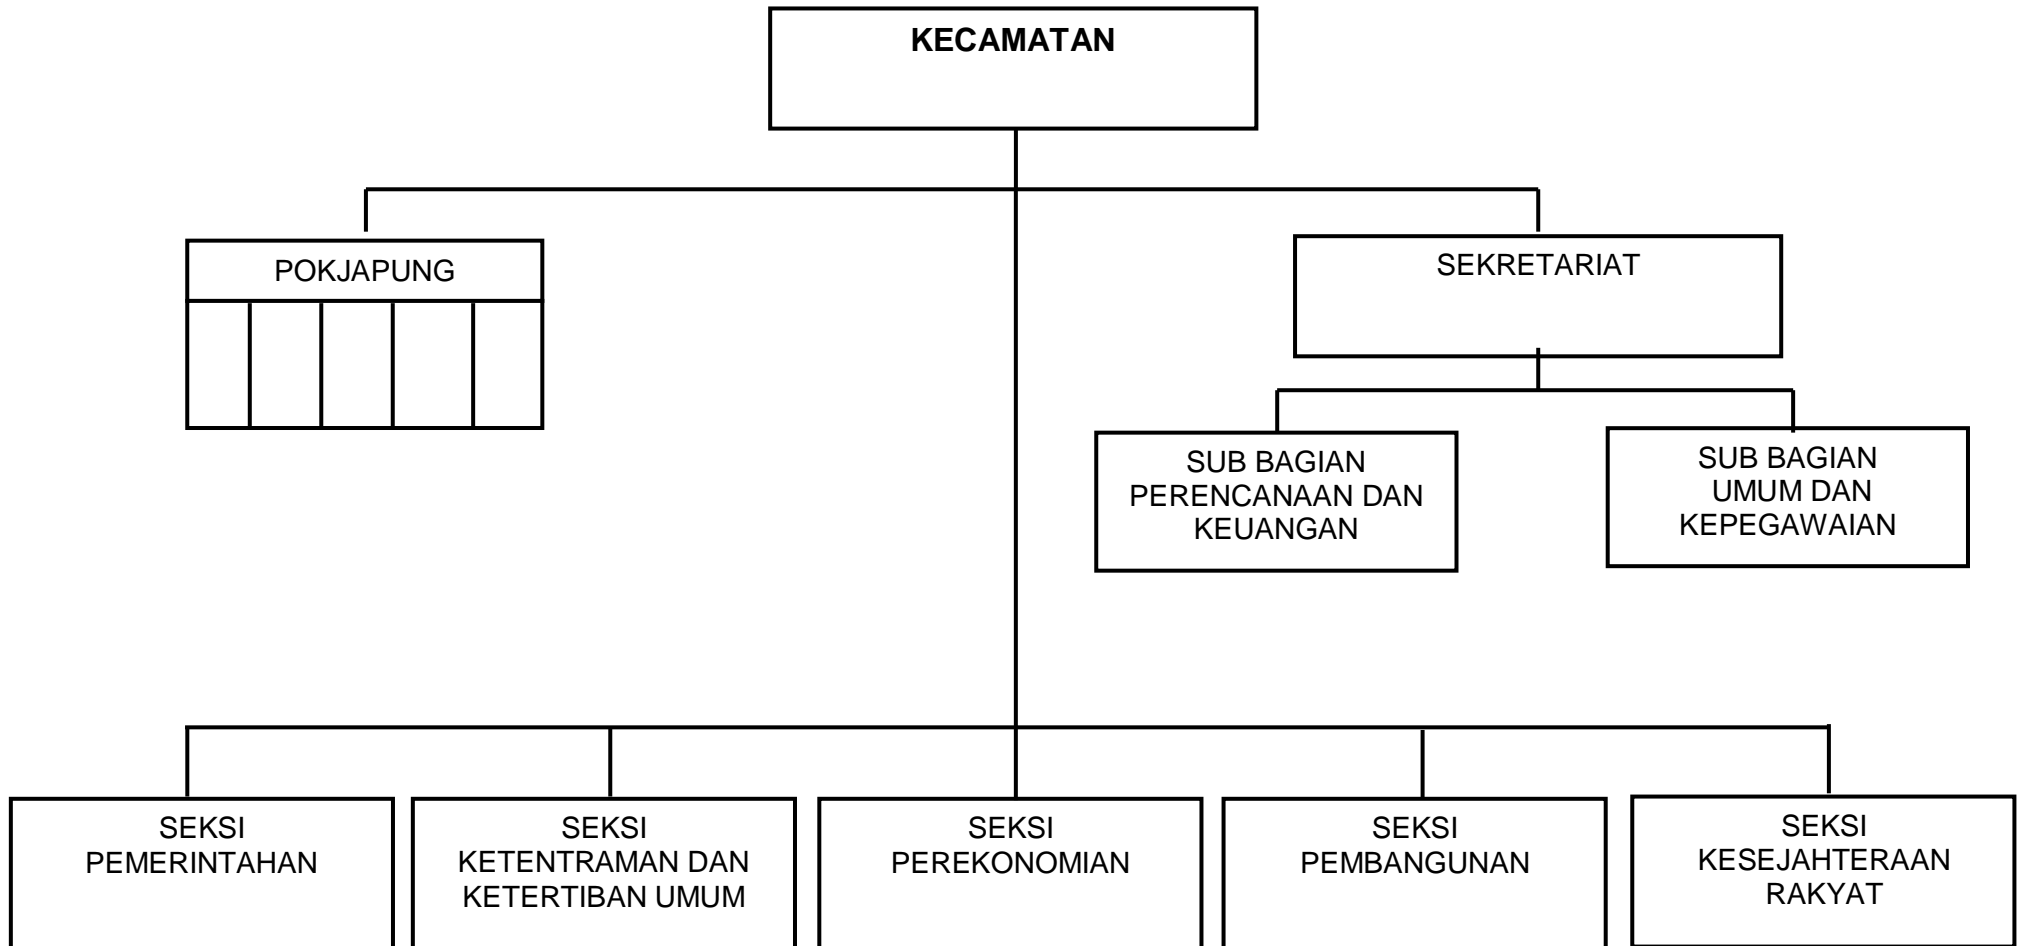 KECAMATAN
POKJAPUNG
SEKRETARIAT
SUB BAGIAN
PERENCANAAN DAN
KEUANGAN
SUB BAGIAN
UMUM DAN
KEPEGAWAIAN
SEKSI
PEMERINTAHAN
SEKSI
KETENTRAMAN DAN
KETERTIBAN UMUM
SEKSI
PEREKONOMIAN
SEKSI
PEMBANGUNAN
SEKSI
KESEJAHTERAAN
RAKYAT